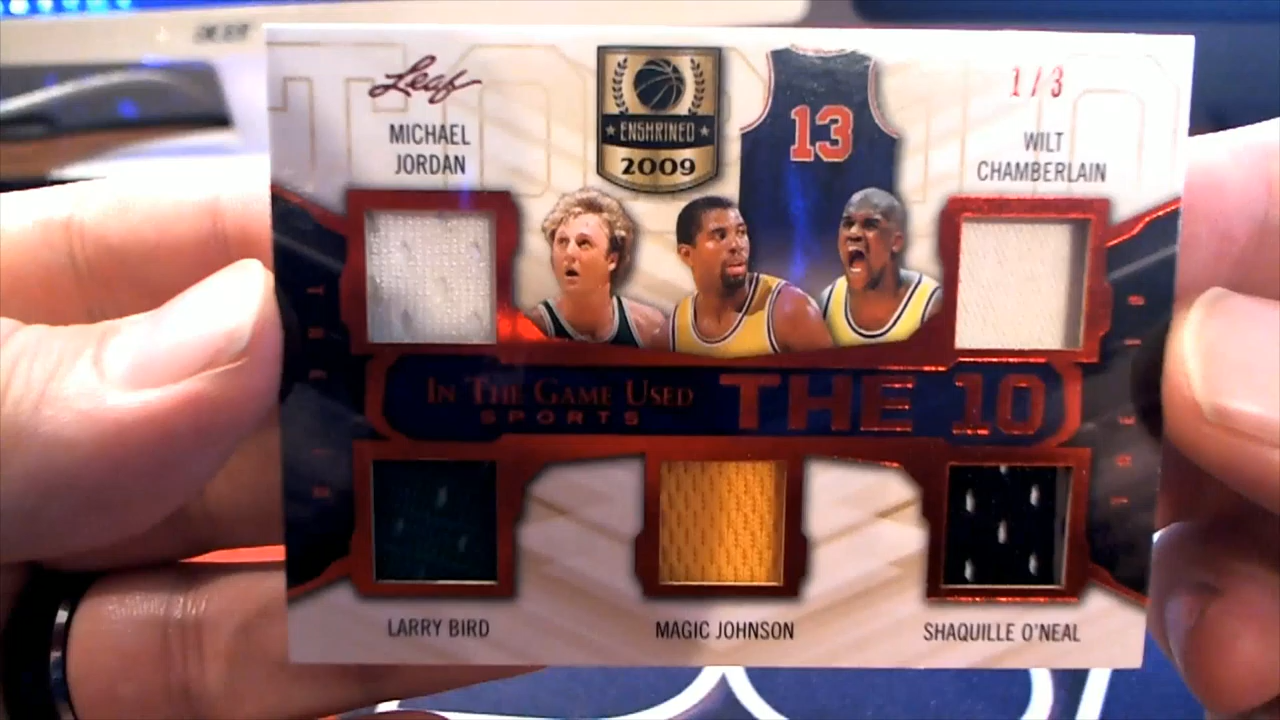 Leaf
MICHAEL
JORDAN
ENSHRINED
2009
13
1/3
WILT
CHAMBERLAIN
IN THE GAME USED
SPORTS
THE 10
LARRY BIRD
MAGIC JOHNSON
SHAQUILLE O'NEAL